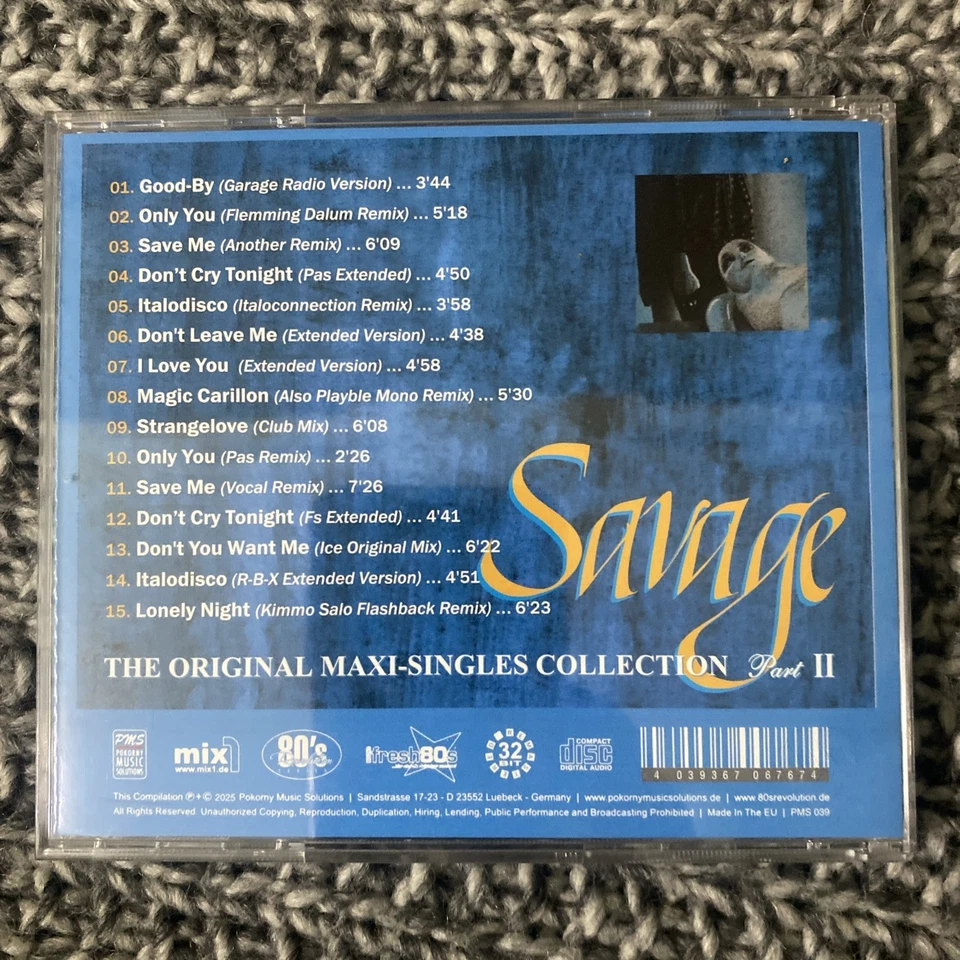 01. Good-By (Garage Radio Version) ... 3'44
02. Only You (Flemming Dalum Remix) ... 5'18
03. Save Me (Another Remix) ... 6'09
04. Don't Cry Tonight (Pas Extended) ... 4'50
05. Italodisco (Italoconnection Remix) ... 3'58
06. Don't Leave Me (Extended Version) ... 4'38
07. I Love You (Extended Version) ... 4'58
08. Magic Carillon (Also Playble Mono Remix) ... 5'30
09. Strangelove (Club Mix) ... 6'08
10. Only You (Pas Remix) ... 2'26
11. Save Me (Vocal Remix) ... 7'26
12. Don't Cry Tonight (Fs Extended) ... 4'41
13. Don't You Want Me (Ice Original Mix) ... 6'22
14. Italodisco (R-B-X Extended Version) ... 4'51
15. Lonely Night (Kimmo Salo Flashback Remix) ... 6'23
Savage
THE ORIGINAL MAXI-SINGLES COLLECTION Part II
PMS
POKORNY
MUSIC
SOLUTIONS
mix1
www.mix1.de
80's
fresh80s
32
BIT
COMPACT
disc
DIGITAL AUDIO
4 039367 067674
This Compilation ℗+© 2025 Pokorny Music Solutions | Sandstrasse 17-23 - D 23552 Luebeck - Germany | www.pokornymusicsolutions.de | www.80srevolution.de
All Rights Reserved. Unauthorized Copying, Reproduction, Duplication, Hiring, Lending, Public Performance and Broadcasting Prohibited | Made In The EU | PMS 039